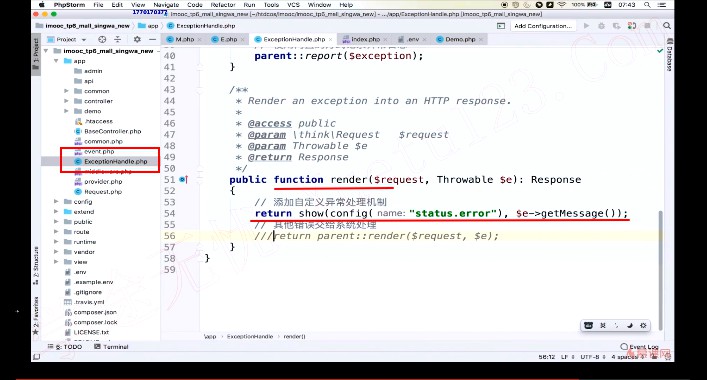 PhpStorm File Edit View Navigate Code Refactor Run Tools VCS Window Help 100% 07:43
imooc_tp6_mall_singwa_new
imooc_tp6_mall_singwa_new app ExceptionHandle.php Add Configuration...
1770170372
1: Project
Project
M.php E.php ExceptionHandle.php index.php .env Demo.php
Database
imooc_tp6_mall_singwa_new
app
admin
api
common
controller
demo
.htaccess
BaseController.php
common.php
event.php
ExceptionHandle.php
provider.php
Request.php
config
extend
public
route
runtime
vendor
view
.env
.example.env
.gitignore
.travis.yml
composer.json
composer.lock
LICENSE.txt
40 parent::report($exception);
41 }
42
43 /**
44 * Render an exception into an HTTP response.
45 *
46 * @access public
47 * @param \think\Request $request
48 * @param Throwable $e
49 * @return Response
50 */
51 public function render($request, Throwable $e): Response
52 {
53 // 添加自定义异常处理机制
54 return show(config( name: "status.error"), $e->getMessage());
55 // 其他错误交给系统处理
56 ///return parent::render($request, $e);
57 }
58 }
59
\app › ExceptionHandle › render()
Z: Structure
2: Favorites
6: TODO Terminal
Event Log
56:12 LF UTF-8 4 spaces